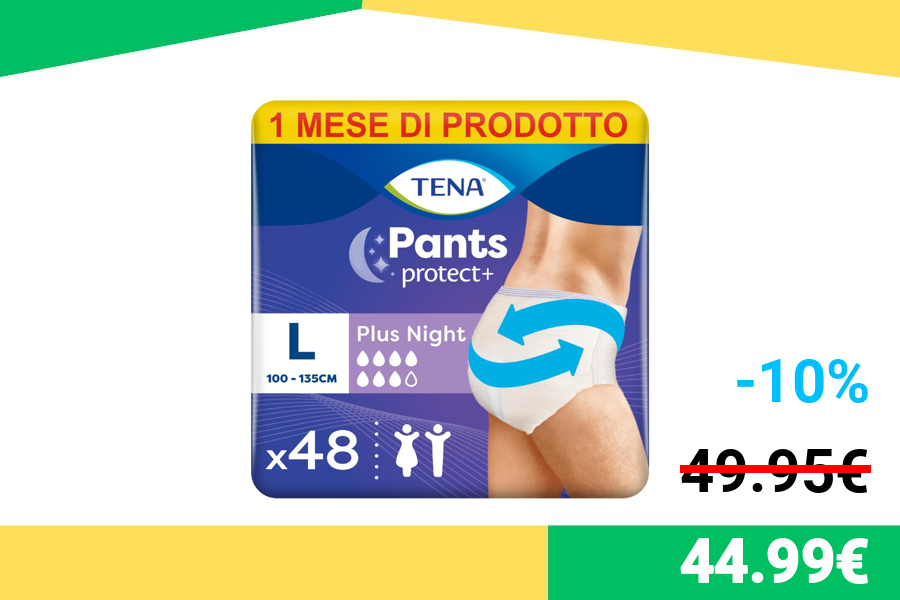 1 MESE DI PRODOTTO
TENA®
Pants
protect+
L
100 - 135CM
Plus Night
x48
-10%
49.95€
44.99€